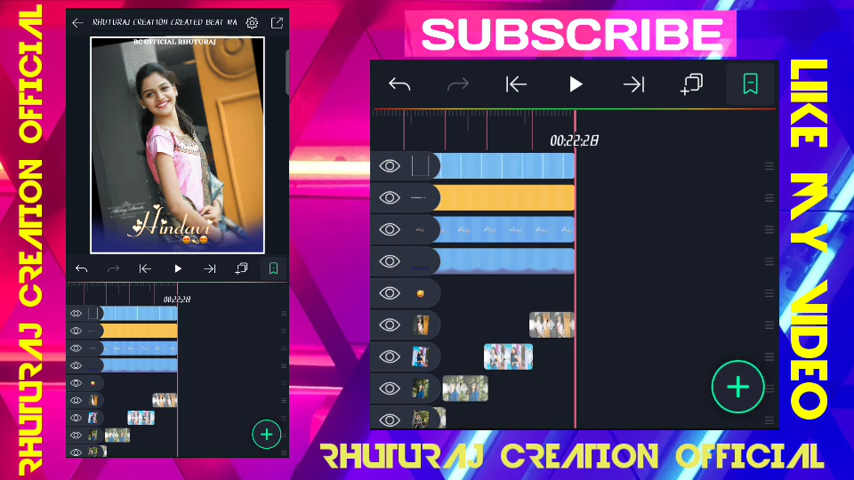 RHUTURAJ CREATION OFFICIAL
RHUTURAJ CREATION CREATED BEAT MA
RC OFFICIAL RHUTURAJ
Hindavi
00:22:28
SUBSCRIBE
00:22:28
LIKE MY VIDEO
RHUTURAJ CREATION OFFICIAL